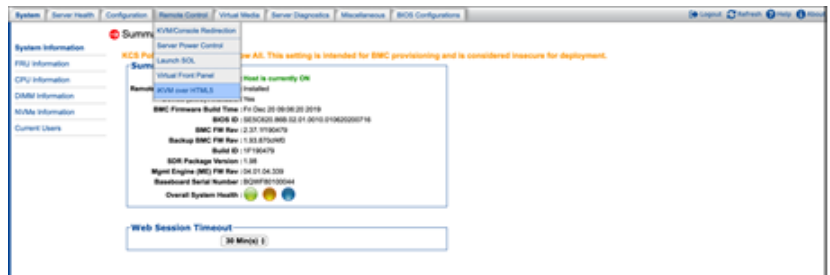 System Server Health Configuration Remote Control Virtual Media Server Diagnostics Miscellaneous BIOS Configurations Logout Refresh Help About
Summ
KVM/Console Redirection
System Information
Server Power Control
KCS Po ow All. This setting is intended for BMC provisioning and is considered insecure for deployment.
FRU Information
Sum
Launch SOL
CPU Information
Virtual Front Panel
Host is currently ON
DIMM Information
Remote
iKVM over HTML5
Installed
Yes
NVMe Information
BMC Firmware Build Time : Fri Dec 20 09:06:20 2019
BIOS ID : SE5C620.86B.02.01.0010.010620200716
Current Users
BMC FW Rev : 2.37.1f190479
Backup BMC FW Rev :
Build ID : 1F190479
SDR Package Version : 1.98
Mgmt Engine (ME) FW Rev : 04.01.04.339
Baseboard Serial Number : BQWF80100044
Overall System Health :
Web Session Timeout
30 Min(s)